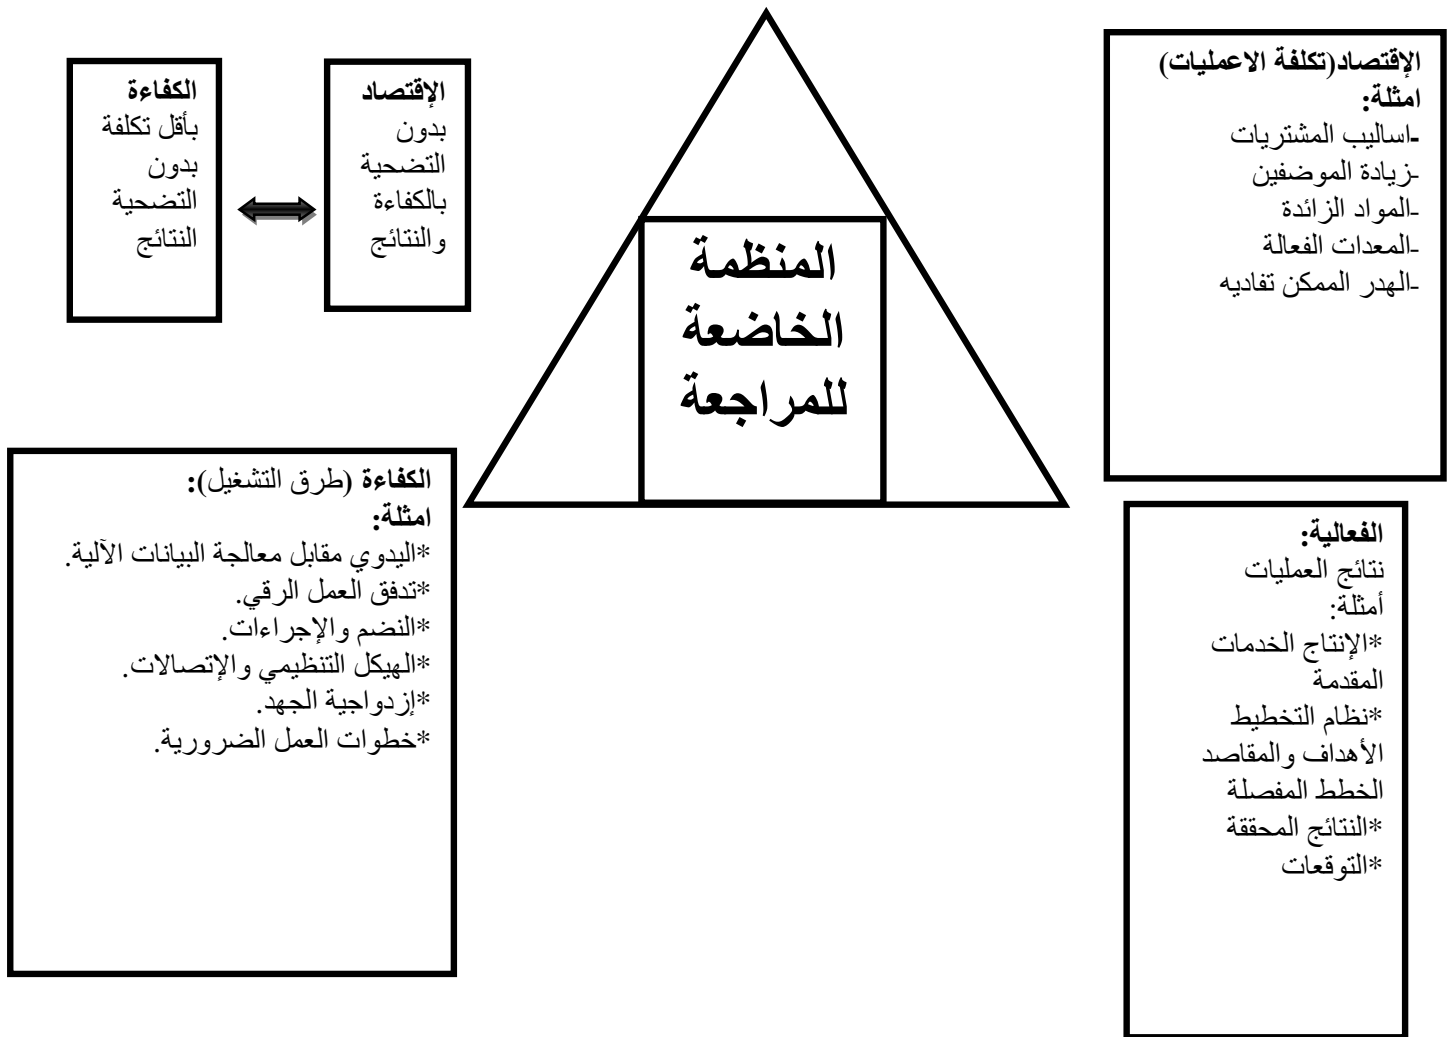 الإقتصاد(تكلفة الاعمليات)
امثلة:
-اساليب المشتريات
-زيادة الموضفين
-المواد الزائدة
-المعدات الفعالة
-الهدر الممكن تفاديه
الإقتصاد
بدون
التضحية
بالكفاءة
والنتائج
الكفاءة
بأقل تكلفة
بدون
التضحية
النتائج
المنظمة
الخاضعة
للمراجعة
الفعالية:
نتائج العمليات
أمثلة:
*الإنتاج الخدمات
المقدمة
*نظام التخطيط
الأهداف والمقاصد
الخطط المفصلة
*النتائج المحققة
*التوقعات
الكفاءة (طرق التشغيل):
امثلة:
*اليدوي مقابل معالجة البيانات الآلية.
*تدفق العمل الرقي.
*النضم والإجراءات.
*الهيكل التنظيمي والإتصالات.
*إزدواجية الجهد.
*خطوات العمل الضرورية.